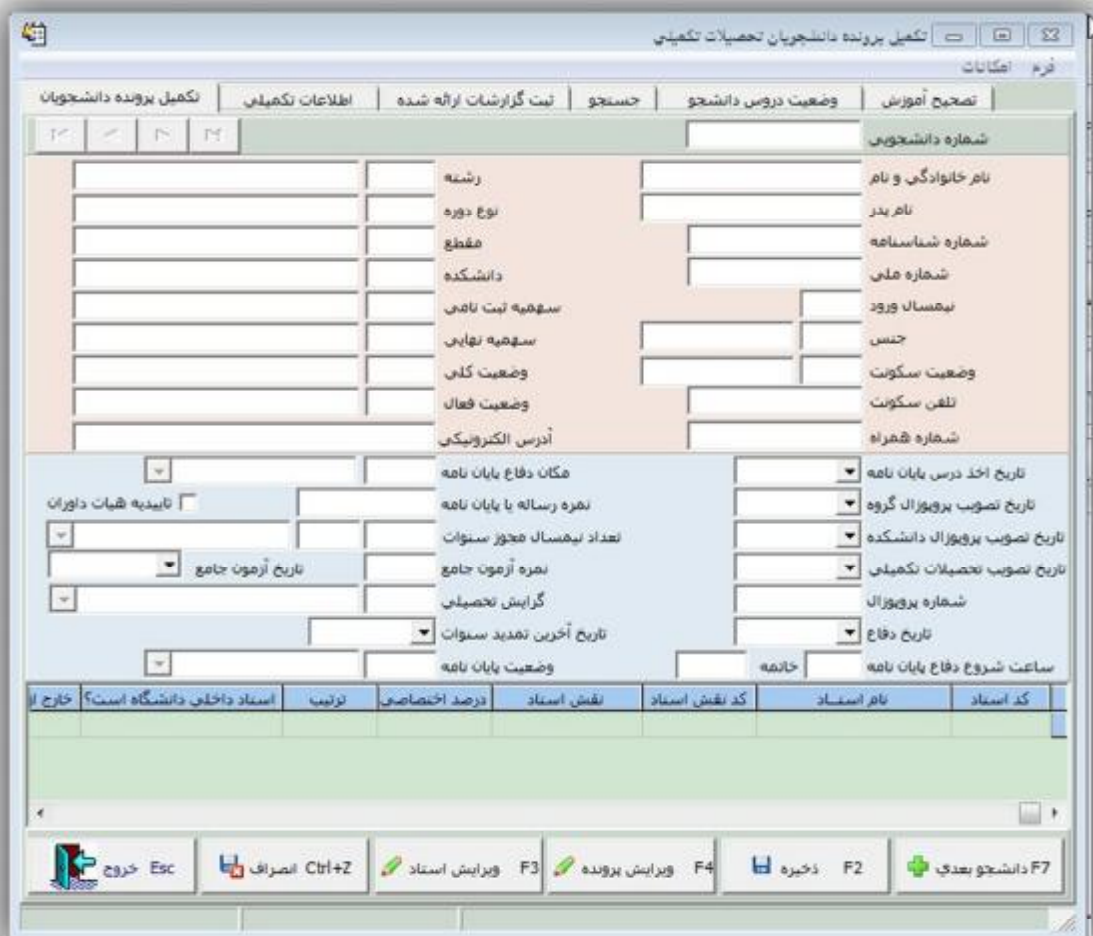 تکمیل پرونده دانشجویان تحصیلات تکمیلی
فرم امکانات
تصحیح آموزش وضعیت دروس دانشجو جستجو ثبت گزارشات ارائه شده اطلاعات تکمیلی تکمیل پرونده دانشجویان
شماره دانشجویی
نام خانوادگی و نام رشته
نام پدر نوع دوره
شماره شناسنامه مقطع
شماره ملی دانشکده
نیمسال ورود سهمیه ثبت نامی
جنس سهمیه نهایی
وضعیت سکونت وضعیت کلی
تلفن سکونت وضعیت فعال
شماره همراه آدرس الکترونیکی
تاریخ اخذ درس پایان نامه مکان دفاع پایان نامه
تاریخ تصویب پروپوزال گروه نمره رساله یا پایان نامه تاییدیه هیات داوران
تاریخ تصویب پروپوزال دانشکده تعداد نیمسال مجوز سنوات
تاریخ تصویب تحصیلات تکمیلی نمره آزمون جامع تاریخ آزمون جامع
شماره پروپوزال گرایش تحصیلی
تاریخ دفاع تاریخ آخرین تمدید سنوات
ساعت شروع دفاع پایان نامه خاتمه وضعیت پایان نامه
کد استاد نام استاد کد نقش استاد نقش استاد درصد اختصاصی ترتیب استاد داخلی دانشگاه است؟ خارج از
F7 دانشجو بعدي F2 ذخیره F4 ویرایش پرونده F3 ویرایش استاد Ctrl+Z انصراف Esc خروج